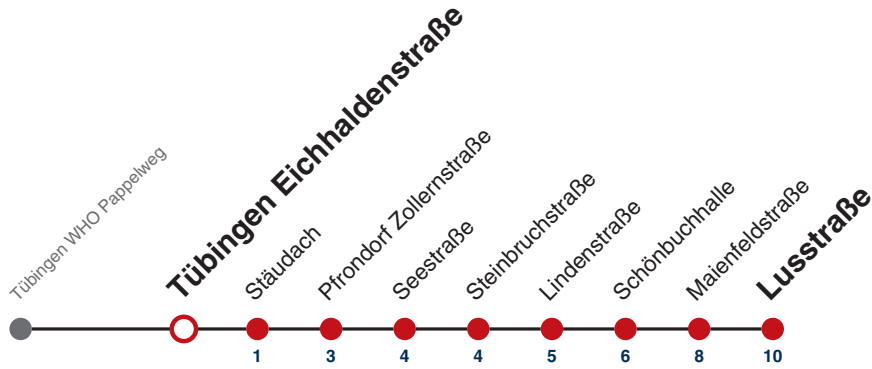 Tübingen WHO Pappelweg
Tübingen Eichhaldenstraße
Stäudach
Pfrondorf Zollernstraße
Seestraße
Steinbruchstraße
Lindenstraße
Schönbuchhalle
Maienfeldstraße
Lusstraße
1 3 4 4 5 6 8 10